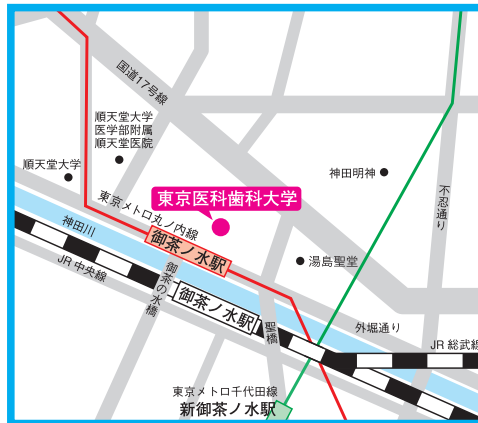 国道17号線
順天堂大学
医学部附属
順天堂医院
順天堂大学
神田明神
不忍通り
東京医科歯科大学
東京メトロ丸ノ内線
神田川
御茶ノ水駅
湯島聖堂
JR 中央線
御茶の水橋
御茶ノ水駅
聖橋
外堀通り
JR 総武線
東京メトロ千代田線
新御茶ノ水駅